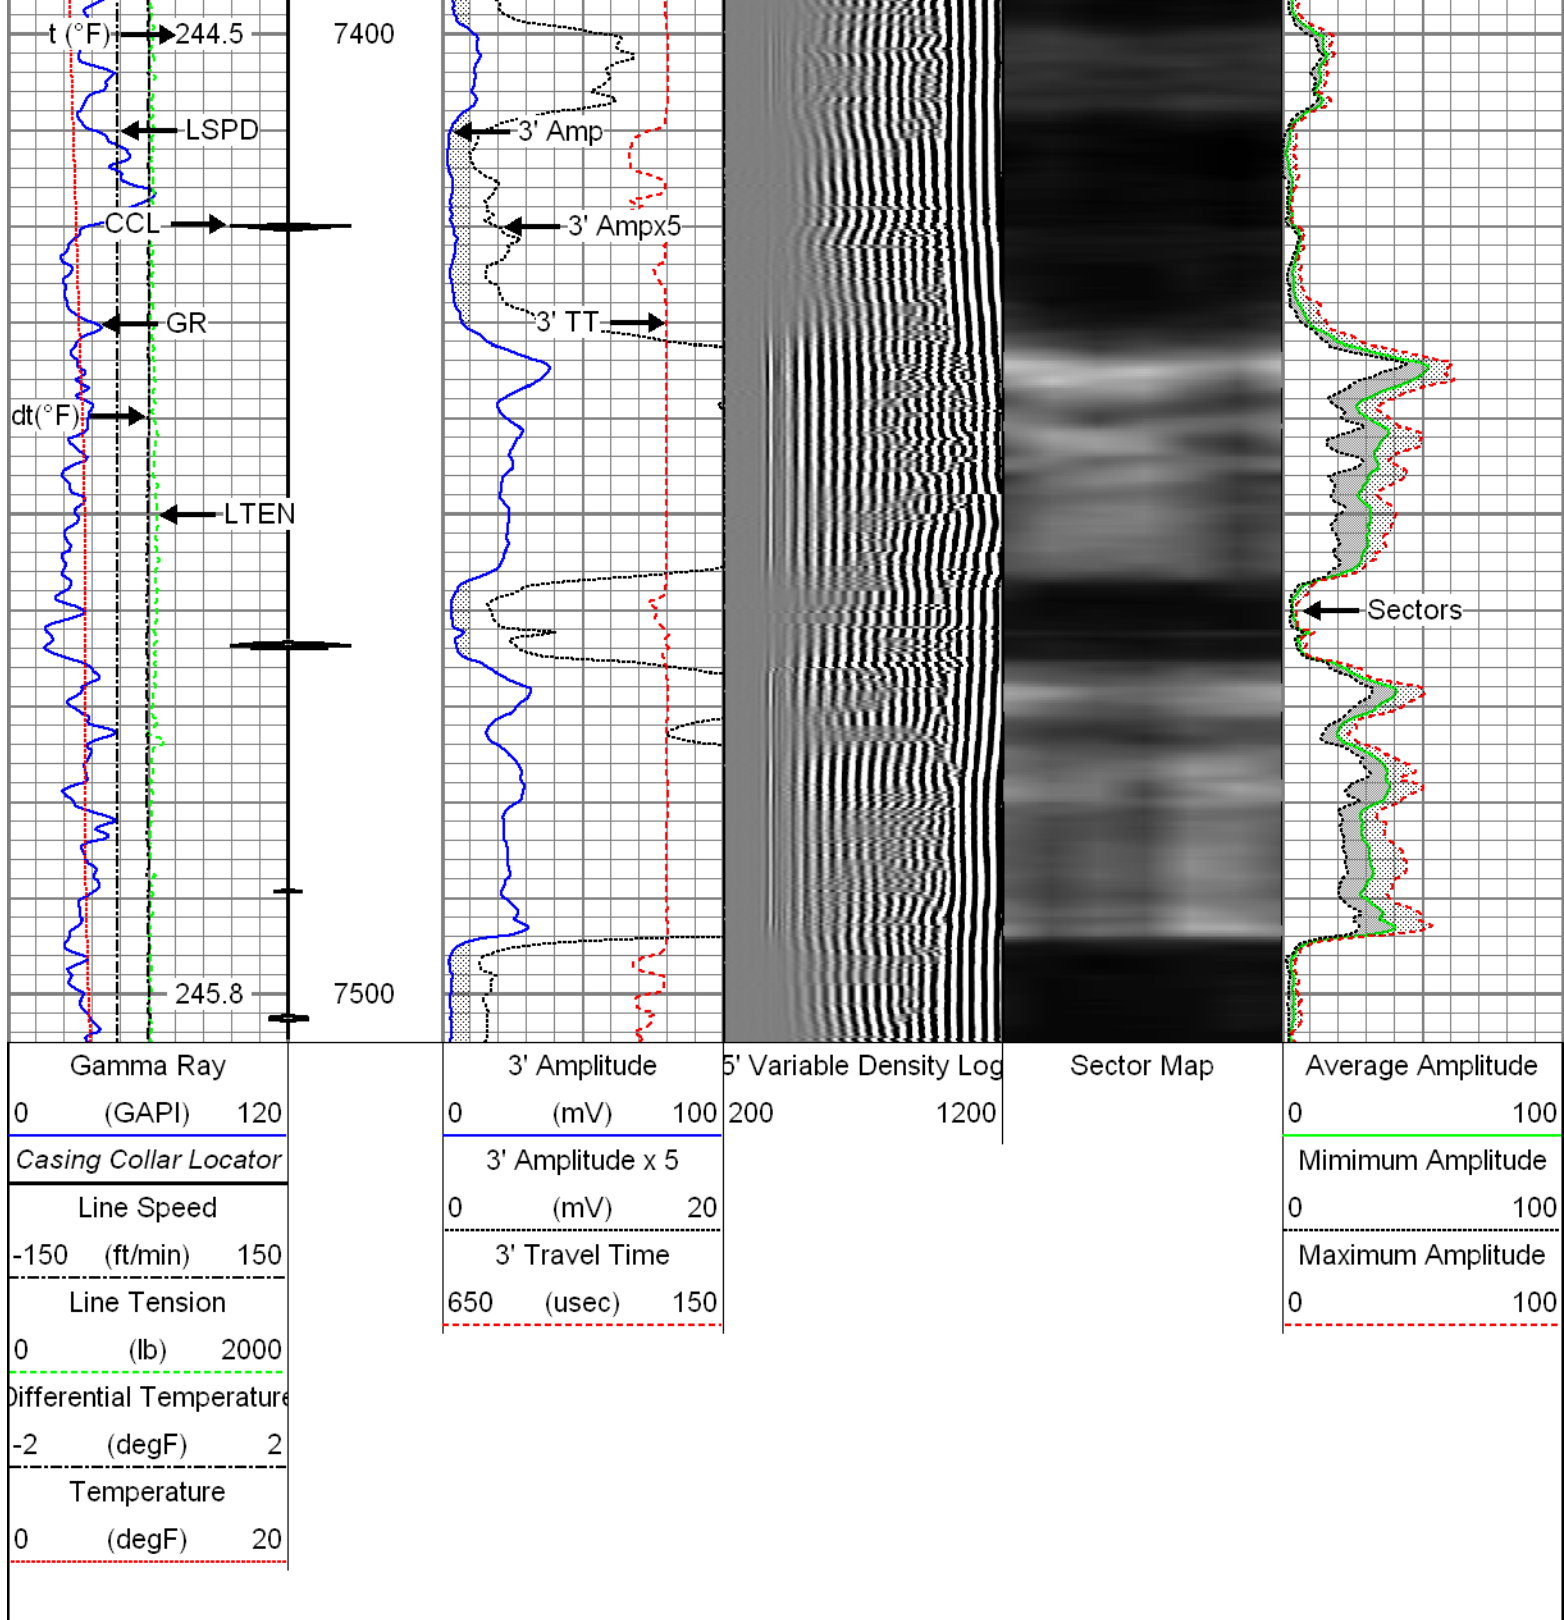 t (°F) 244.5 7400
LSPD 3' Amp
CCL 3' Ampx5
GR 3' TT
dt(°F)
LTEN
Sectors
245.8 7500
Gamma Ray
0 (GAPI) 120
Casing Collar Locator
Line Speed
-150 (ft/min) 150
Line Tension
0 (lb) 2000
Differential Temperature
-2 (degF) 2
Temperature
0 (degF) 20
3' Amplitude
0 (mV) 100
3' Amplitude x 5
0 (mV) 20
3' Travel Time
650 (usec) 150
5' Variable Density Log
200 1200
Sector Map
Average Amplitude
0 100
Mimimum Amplitude
0 100
Maximum Amplitude
0 100